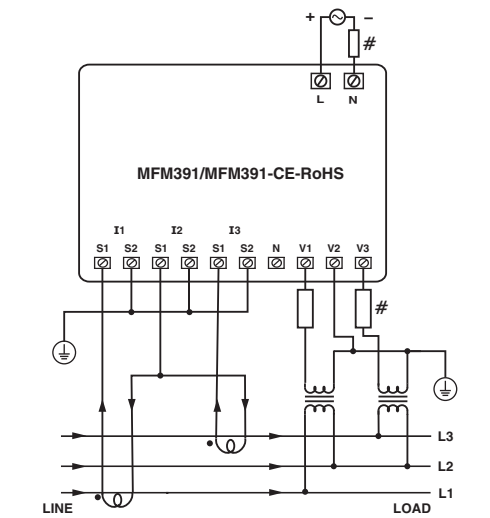 + −
#
L N
MFM391/MFM391-CE-RoHS
I1 I2 I3
S1 S2 S1 S2 S1 S2 N V1 V2 V3
#
L3
L2
L1
LINE LOAD